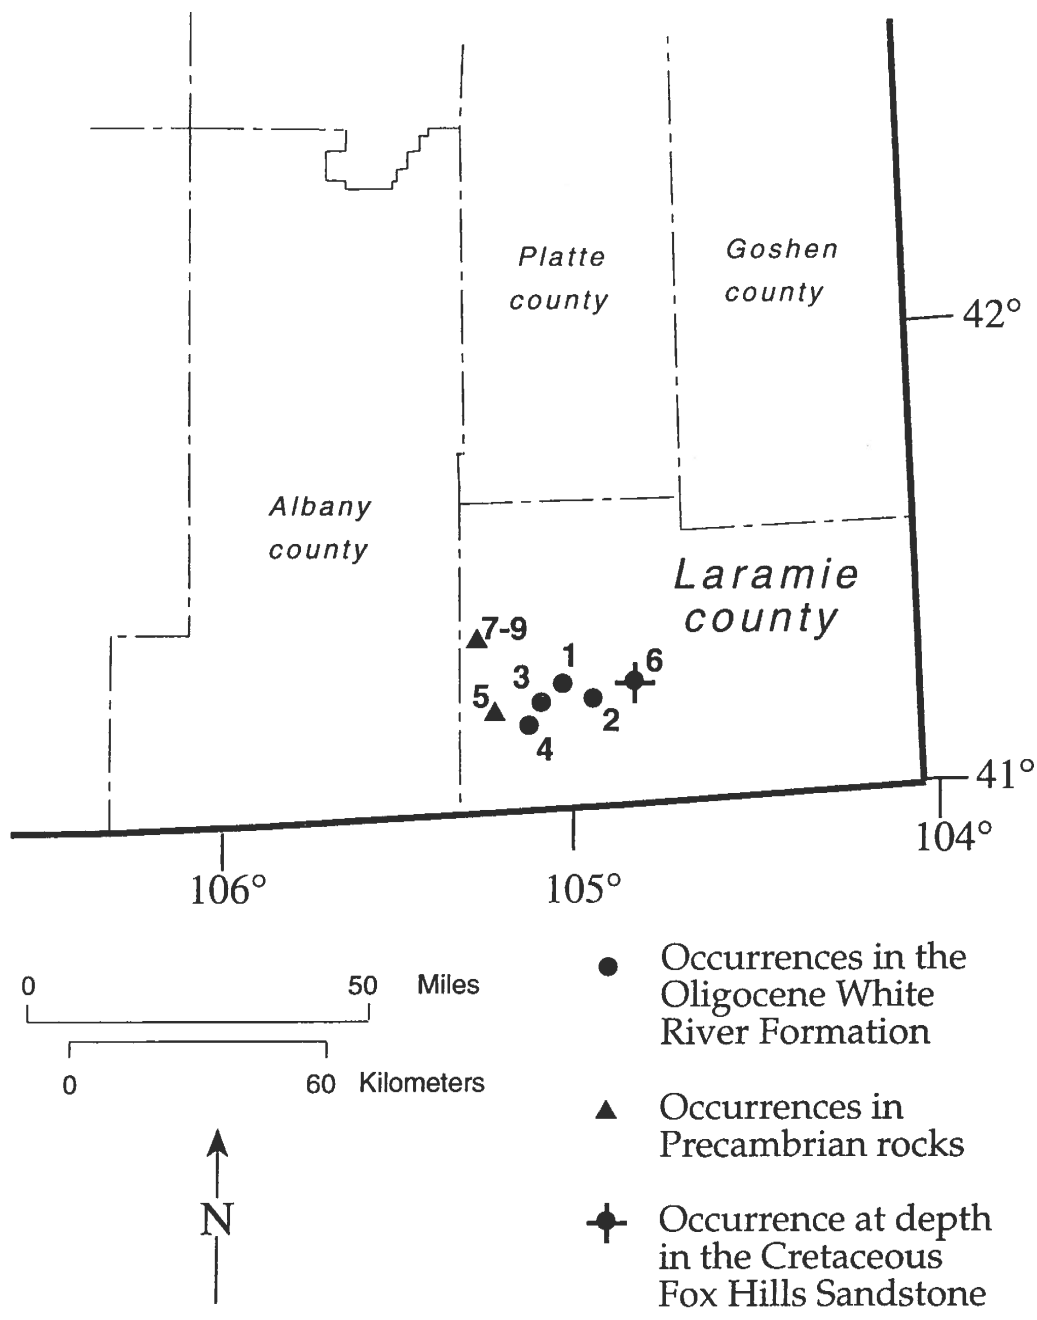 Platte
county
Goshen
county
42°
Albany
county
Laramie
county
7-9
1
6
3
5
2
4
41°
104°
106°
105°
0 50 Miles
0 60 Kilometers
N
Occurrences in the
Oligocene White
River Formation
Occurrences in
Precambrian rocks
Occurrence at depth
in the Cretaceous
Fox Hills Sandstone